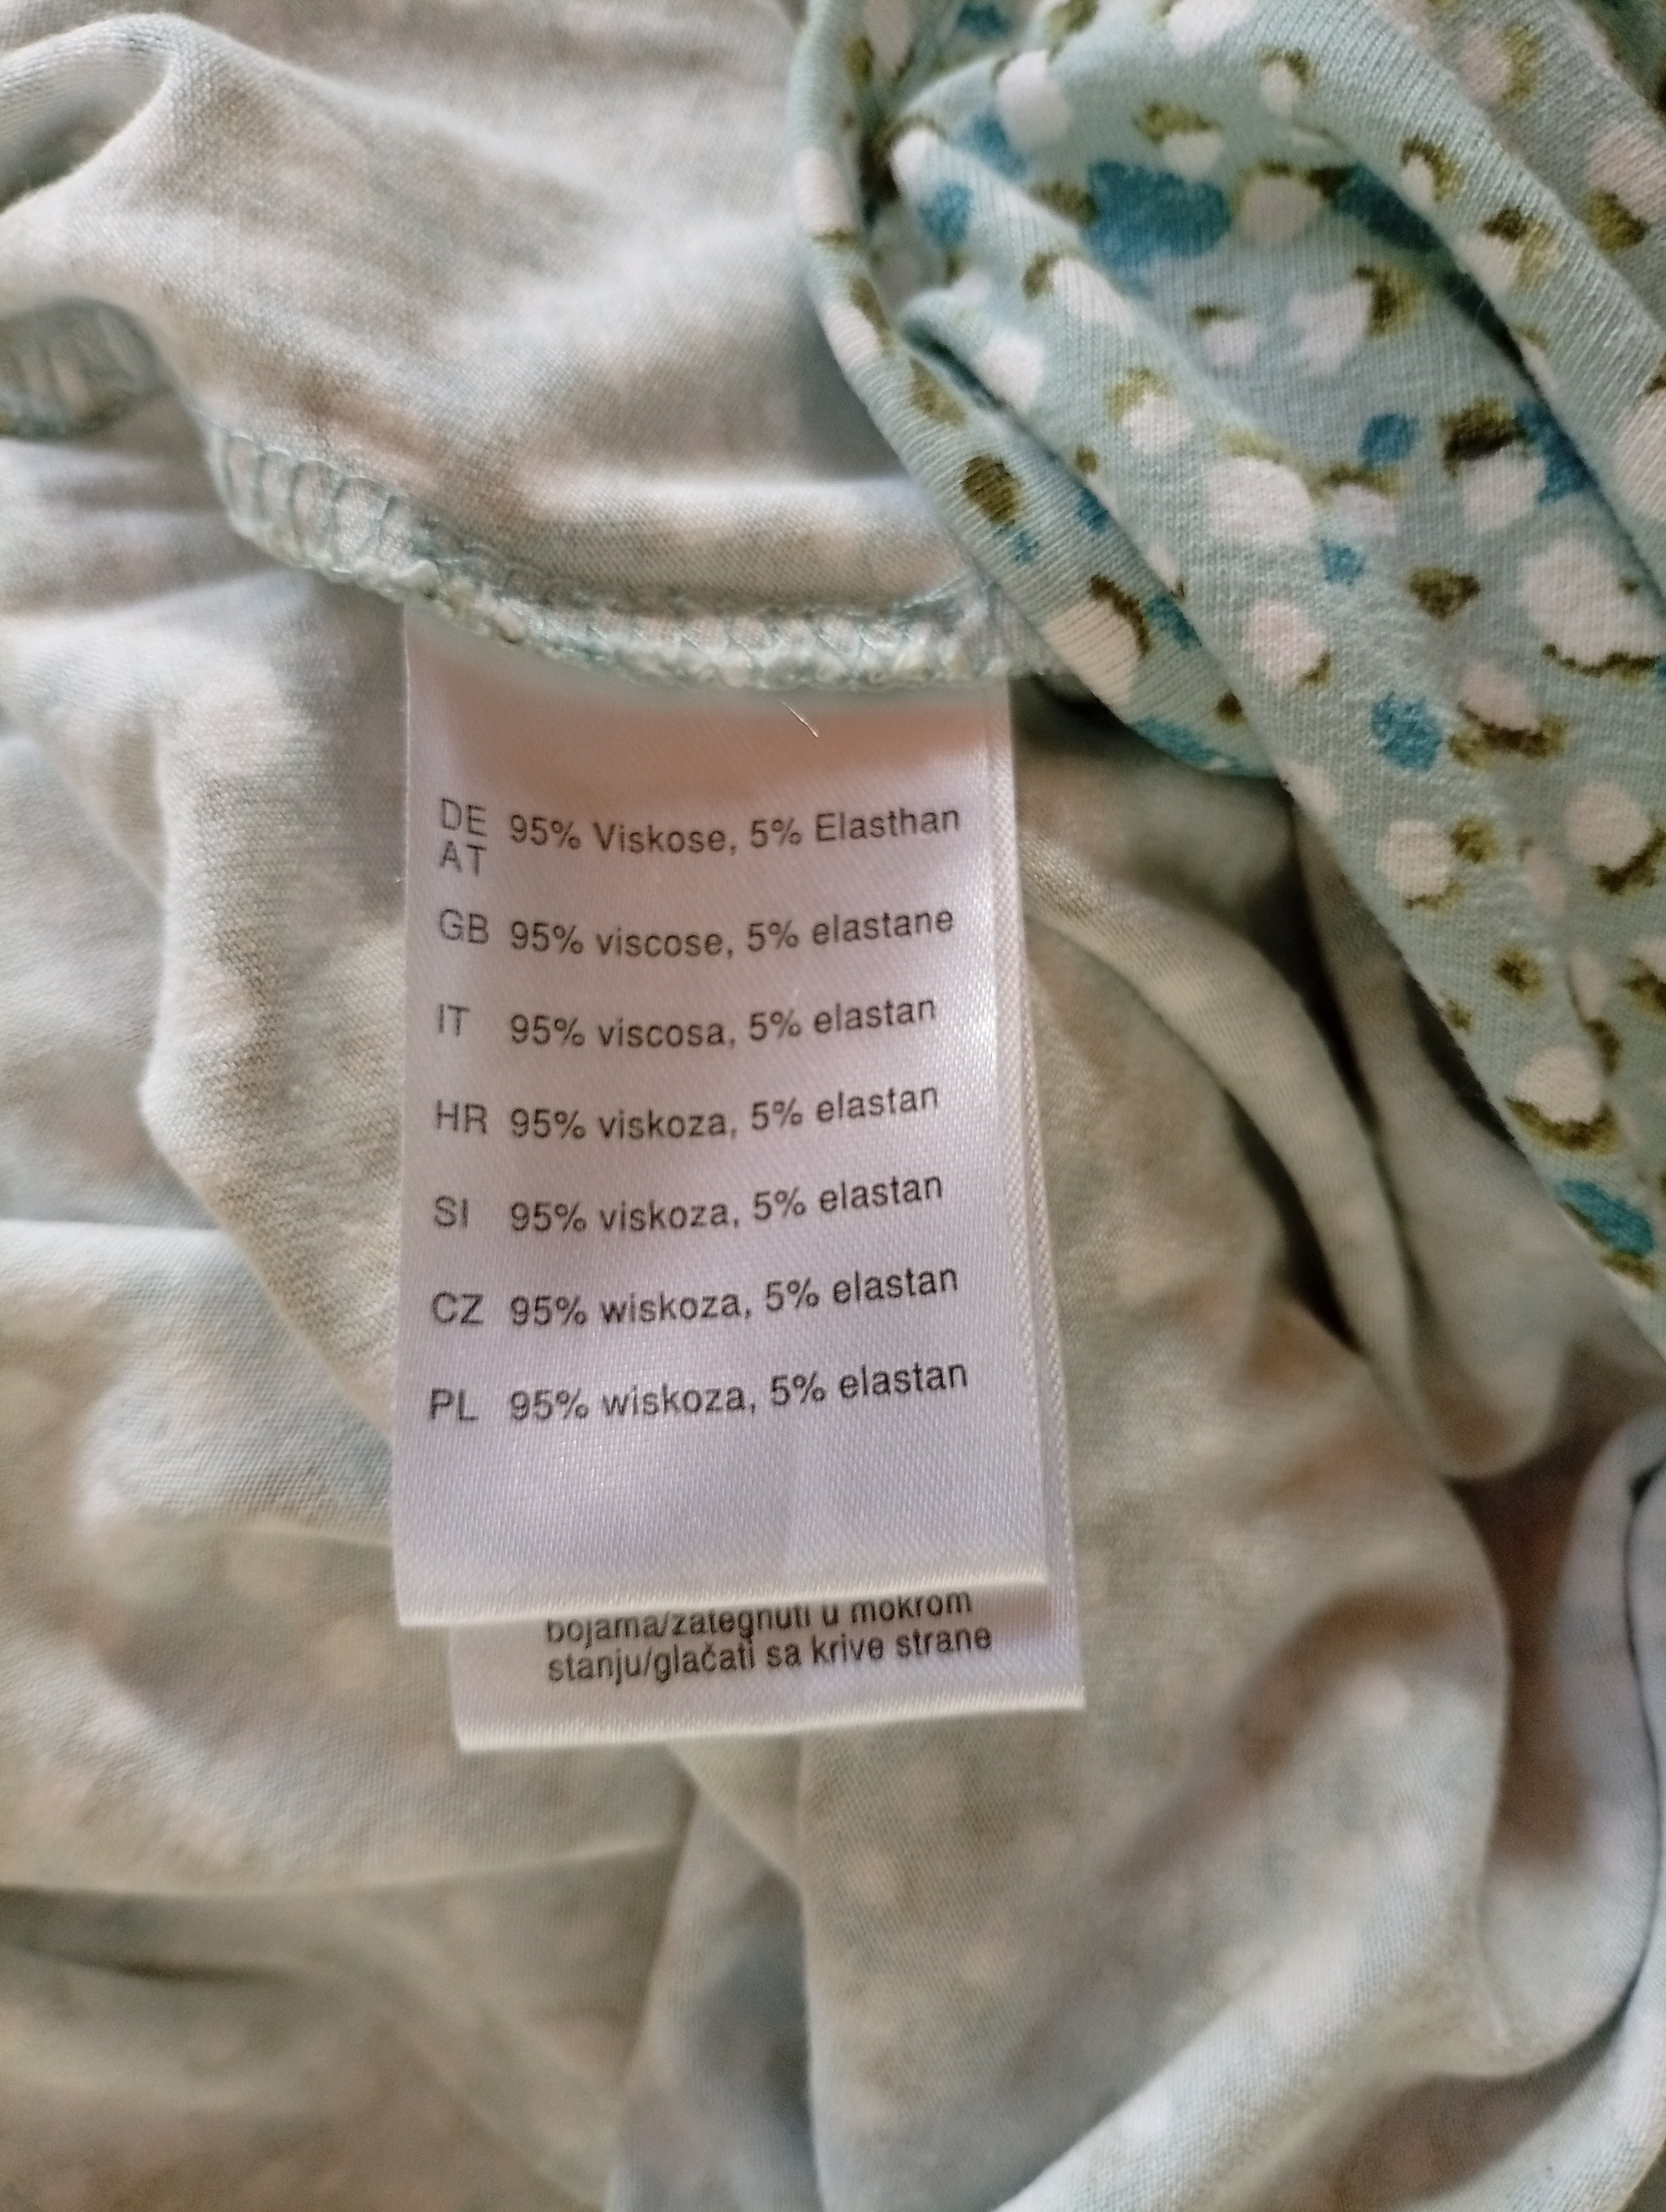 DE 95% Viskose, 5% Elasthan
AT
GB 95% viscose, 5% elastane
IT 95% viscosa, 5% elastan
HR 95% viskoza, 5% elastan
SI 95% viskoza, 5% elastan
CZ 95% wiskoza, 5% elastan
PL 95% wiskoza, 5% elastan
bojama/zategnuti u mokrom
stanju/glačati sa krive strane